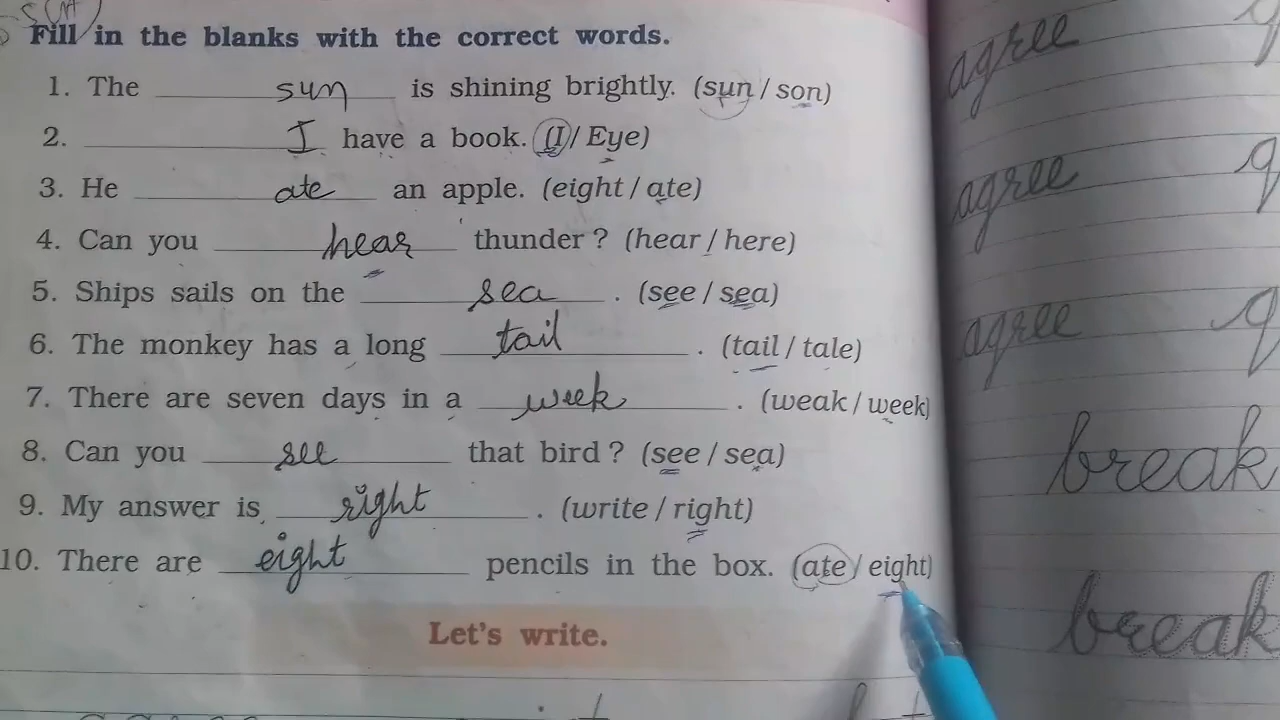 Fill in the blanks with the correct words.
1. The sun is shining brightly. (sun / son)
2. I have a book. (I / Eye)
3. He ate an apple. (eight / ate)
4. Can you hear thunder ? (hear / here)
5. Ships sails on the sea . (see / sea)
6. The monkey has a long tail . (tail / tale)
7. There are seven days in a week . (weak / week)
8. Can you see that bird ? (see / sea)
9. My answer is right . (write / right)
10. There are eight pencils in the box. (ate / eight)
Let's write.
agree
agree
agree
break
break